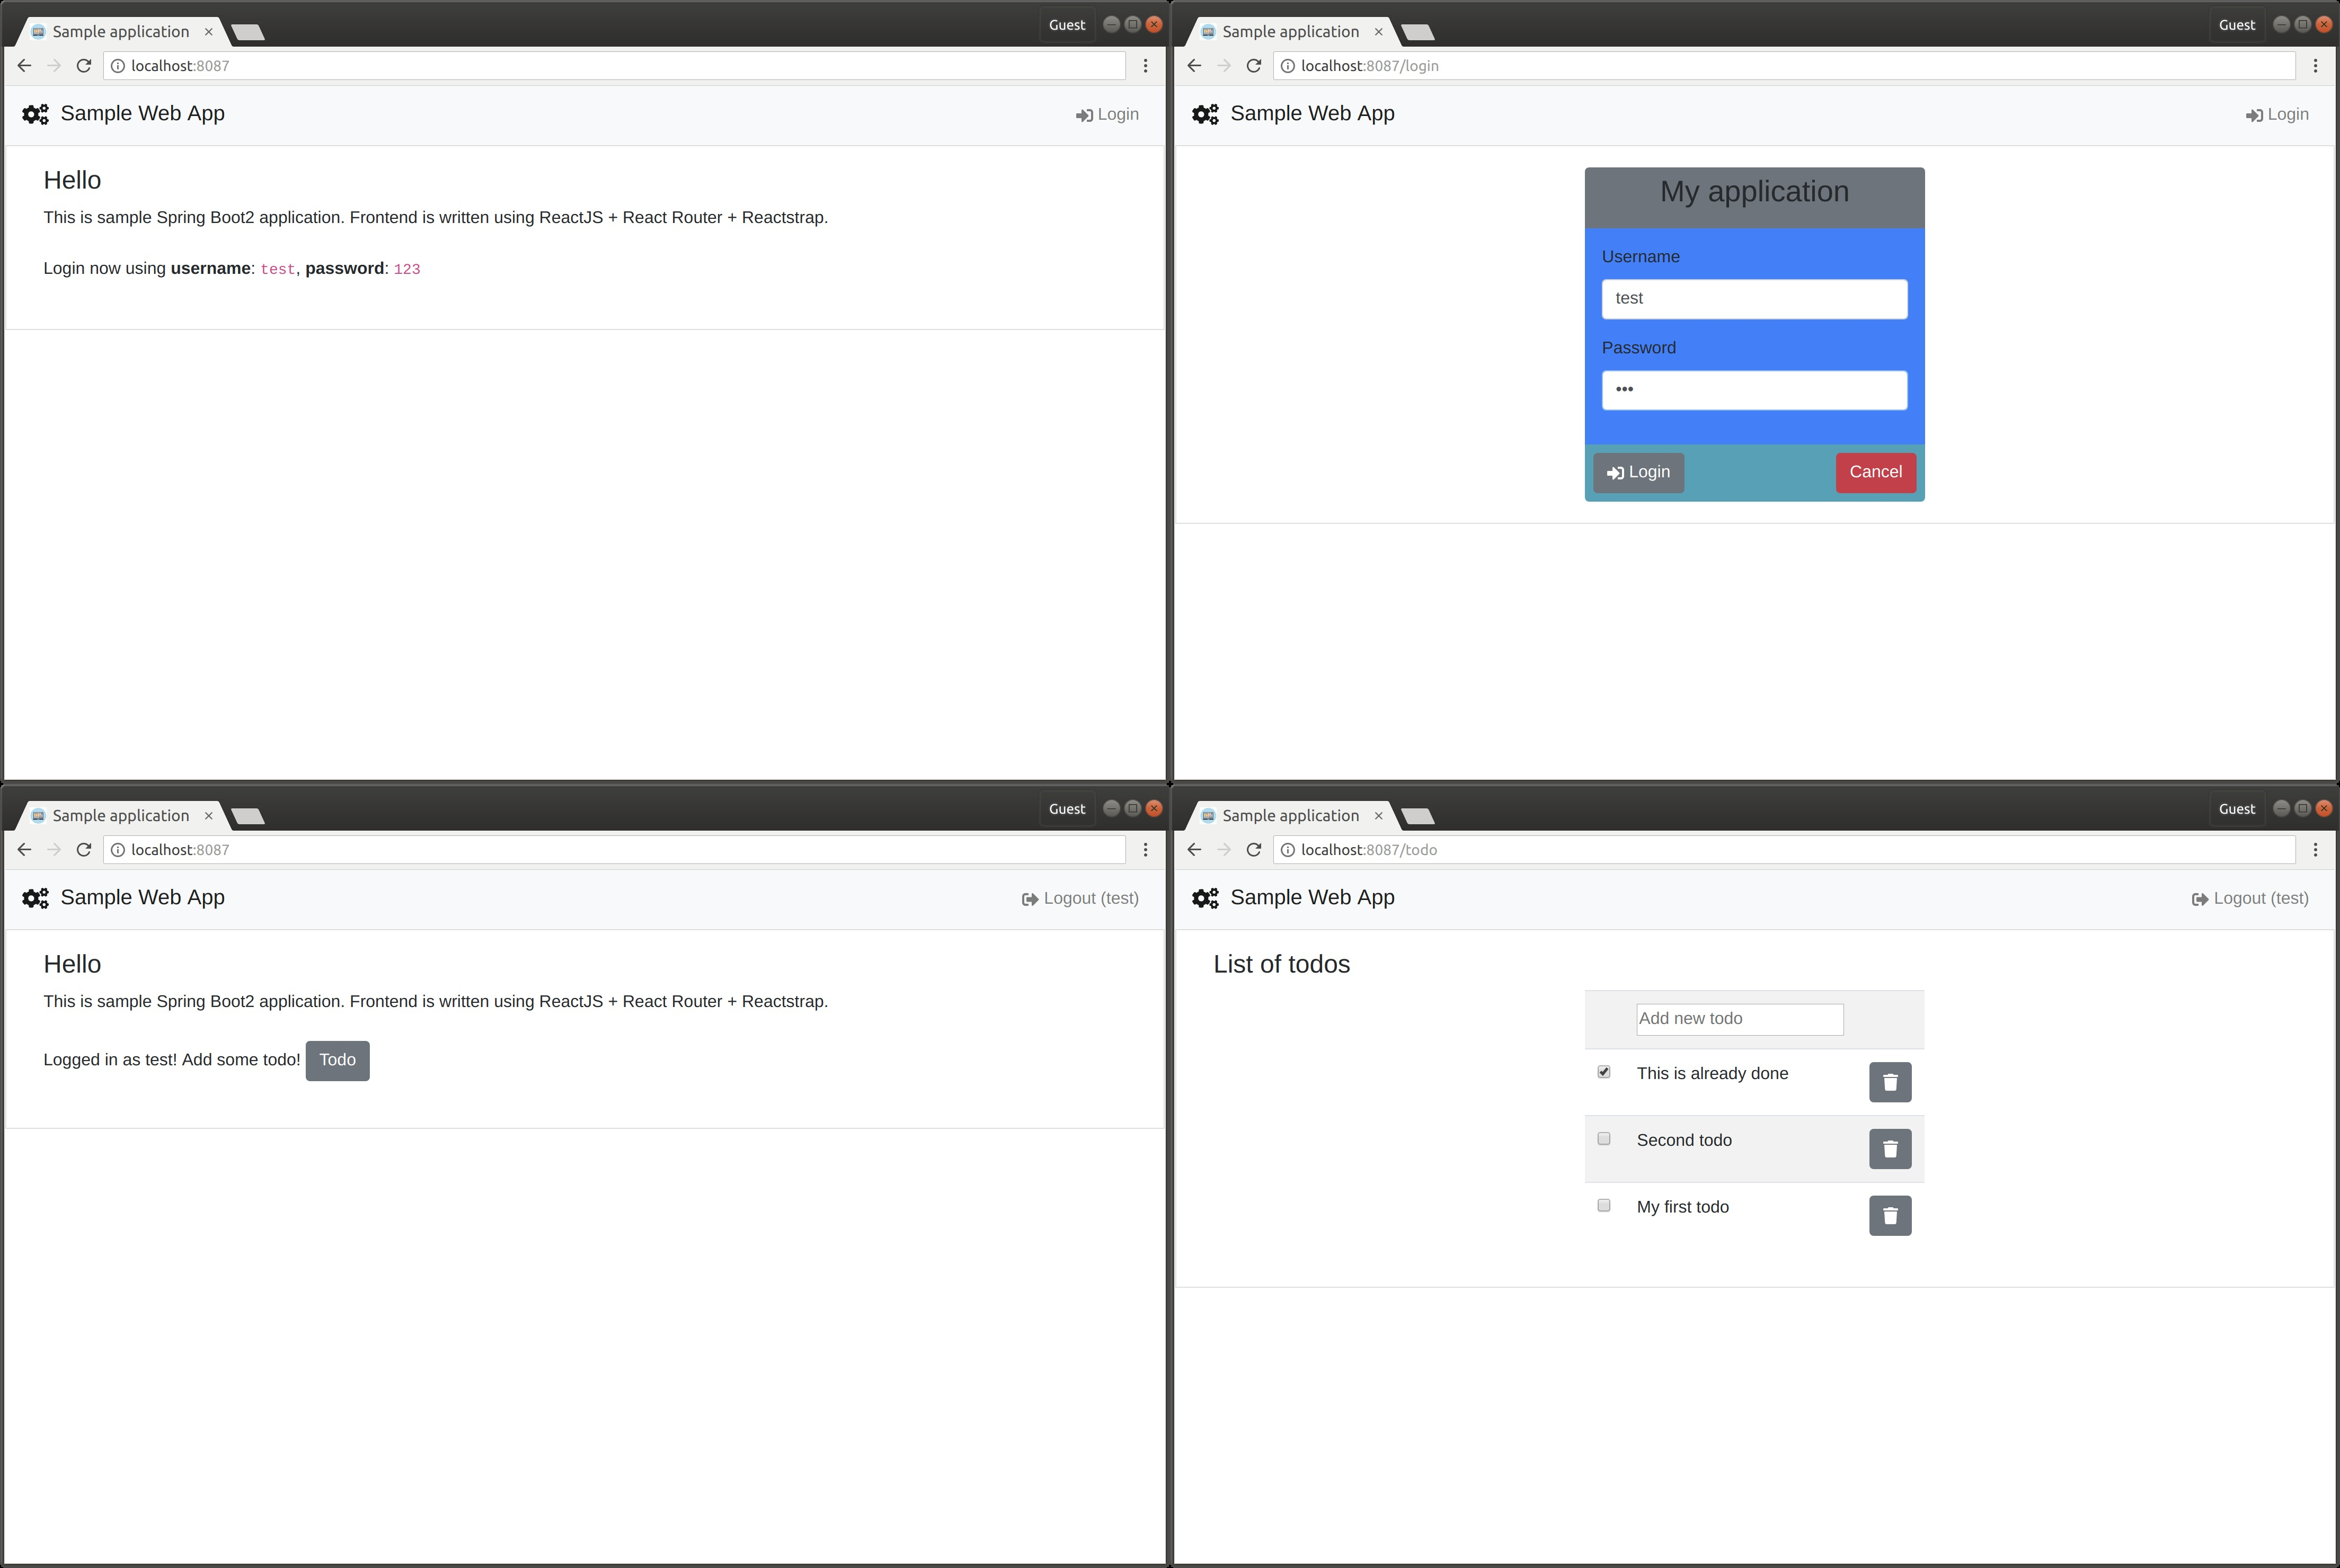 Sample application
Guest
localhost:8087
Sample Web App
Login
Hello
This is sample Spring Boot2 application. Frontend is written using ReactJS + React Router + Reactstrap.
Login now using username: test, password: 123
Sample application
Guest
localhost:8087/login
Sample Web App
Login
My application
Username
test
Password
•••
Login Cancel
Sample application
Guest
localhost:8087
Sample Web App
Logout (test)
Hello
This is sample Spring Boot2 application. Frontend is written using ReactJS + React Router + Reactstrap.
Logged in as test! Add some todo! Todo
Sample application
Guest
localhost:8087/todo
Sample Web App
Logout (test)
List of todos
Add new todo
This is already done
Second todo
My first todo